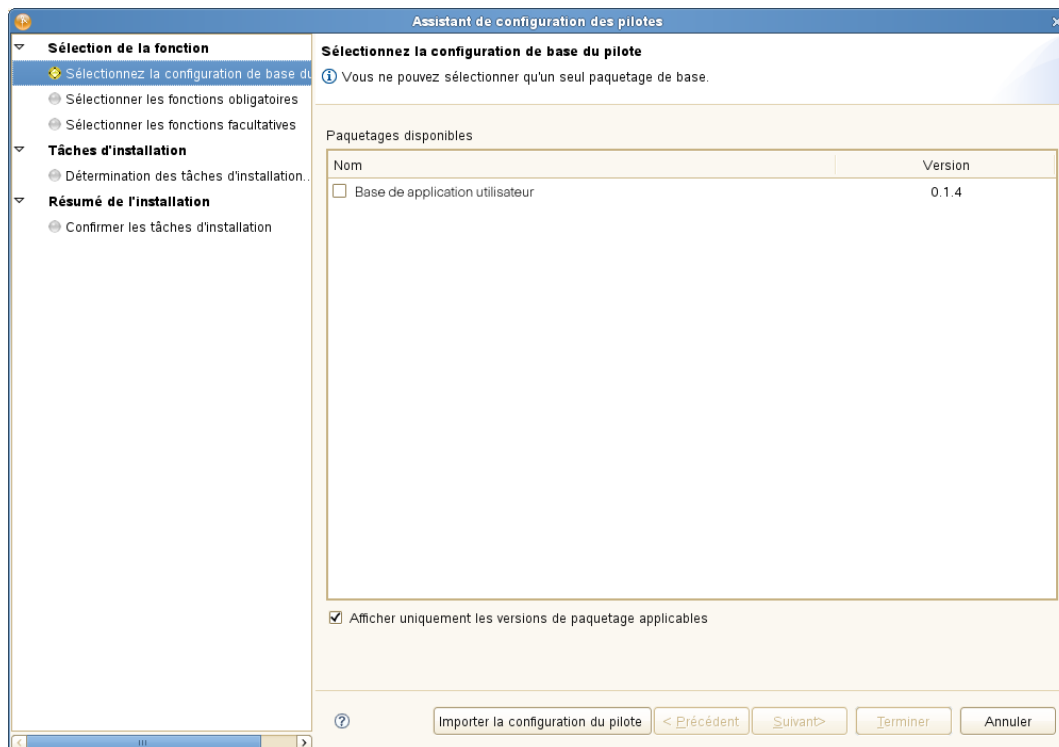 Assistant de configuration des pilotes
Sélection de la fonction
Sélectionnez la configuration de base du
Sélectionner les fonctions obligatoires
Sélectionner les fonctions facultatives
Tâches d'installation
Détermination des tâches d'installation..
Résumé de l'installation
Confirmer les tâches d'installation
Sélectionnez la configuration de base du pilote
Vous ne pouvez sélectionner qu'un seul paquetage de base.
Paquetages disponibles
Nom Version
Base de application utilisateur 0.1.4
Afficher uniquement les versions de paquetage applicables
Importer la configuration du pilote < Précédent Suivant> Terminer Annuler